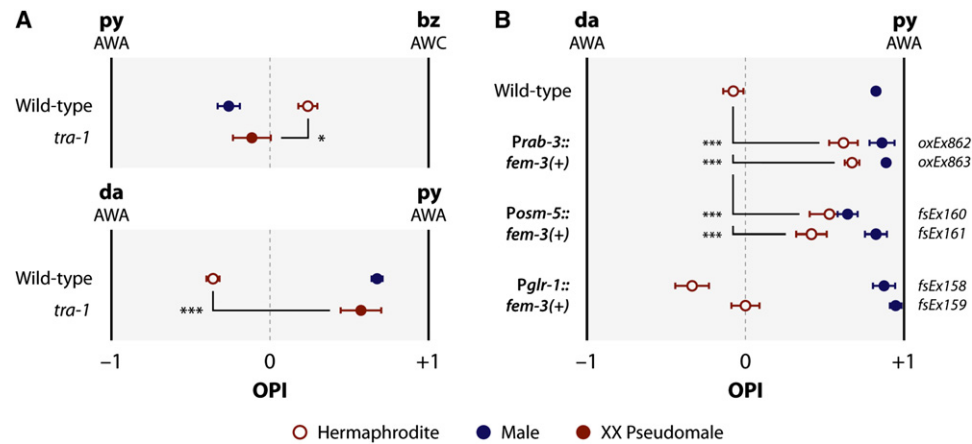 A
py
bz
AWA
AWC
Wild-type
tra-1
*
da
py
AWA
AWA
Wild-type
tra-1
***
−1
0
+1
OPI
B
da
py
AWA
AWA
Wild-type
Prab-3::
fem-3(+)
***
***
oxEx862
oxEx863
Posm-5::
fem-3(+)
***
***
fsEx160
fsEx161
Pglr-1::
fem-3(+)
fsEx158
fsEx159
−1
0
+1
OPI
Hermaphrodite
Male
XX Pseudomale